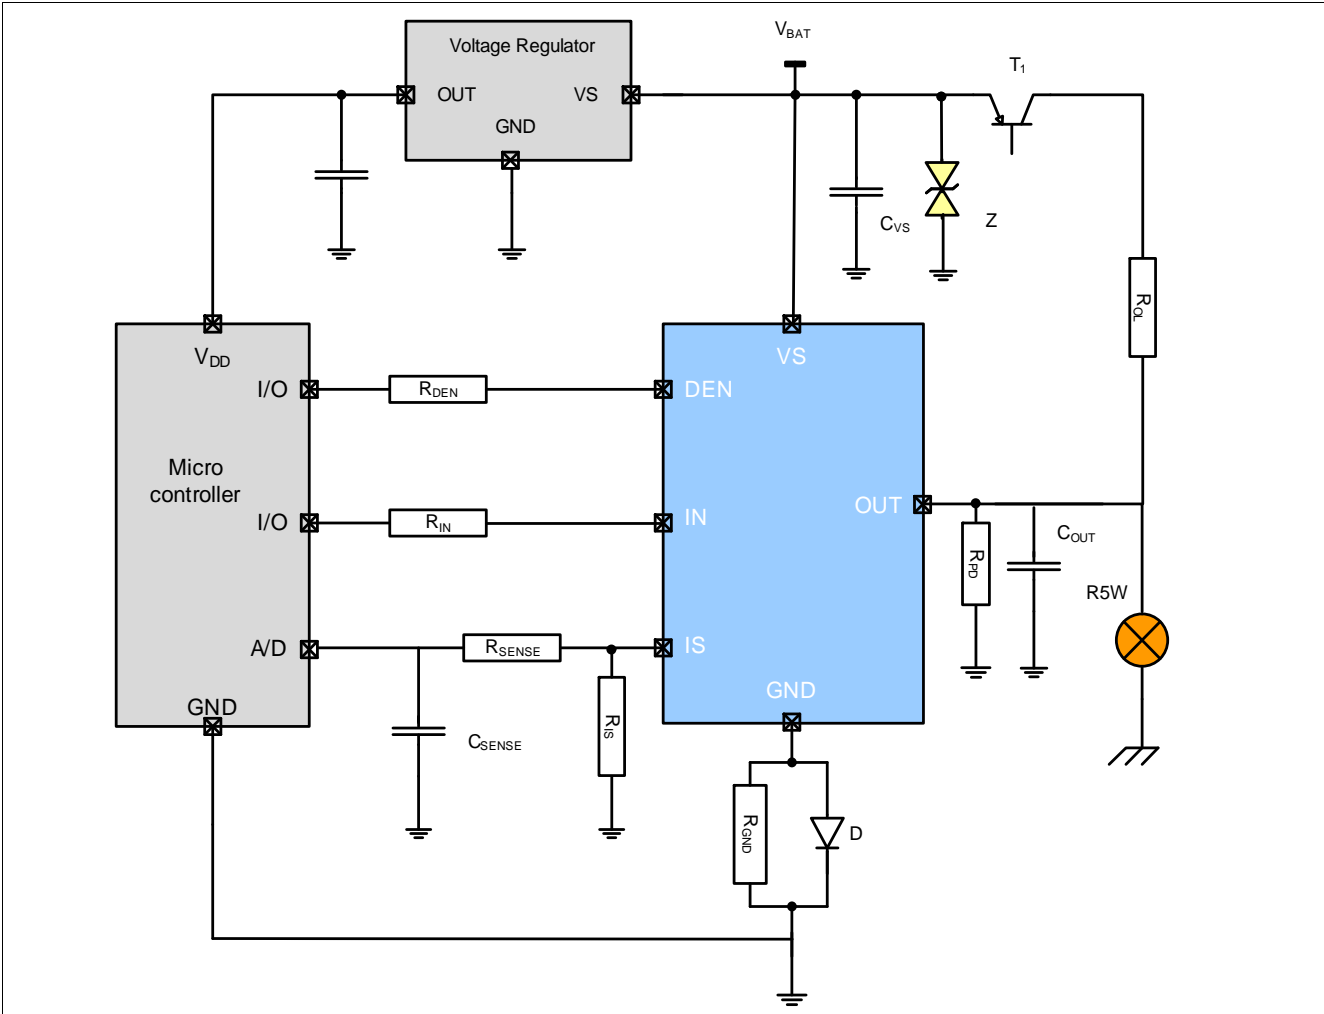 Voltage Regulator
OUT
VS
GND
VBAT
T1
CVS
Z
ROL
VDD
I/O
RDEN
DEN
VS
Micro
controller
I/O
RIN
IN
OUT
RPD
COUT
R5W
A/D
RSENSE
IS
GND
CSENSE
RIS
GND
RGND
D